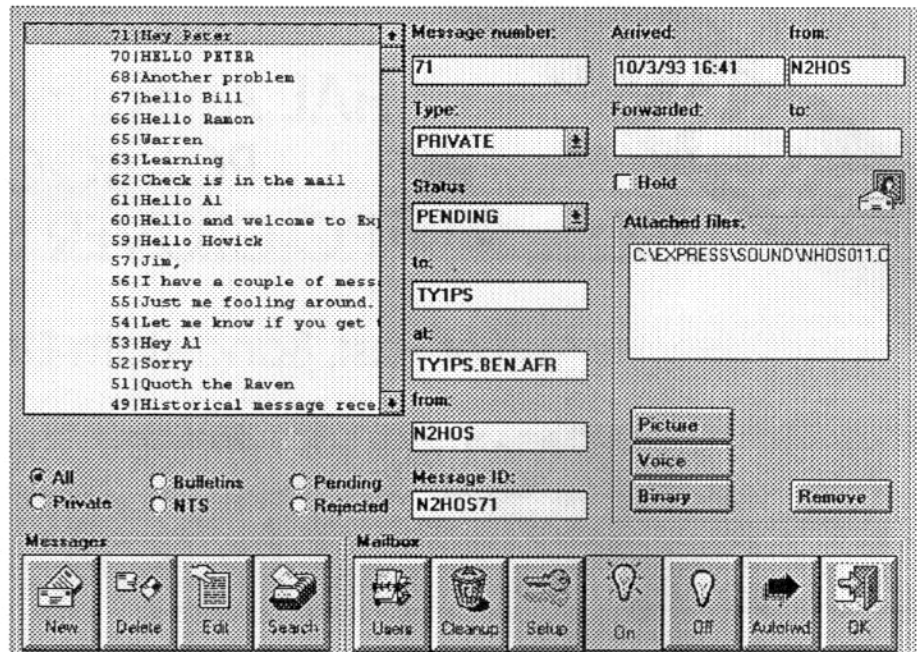 71|Hey Peter
70|HELLO PETER
68|Another problem
67|hello Bill
66|Hello Ramon
65|Warren
63|Learning
62|Check is in the mail
61|Hello Al
60|Hello and welcome to Exp
59|Hello Howick
57|Jim,
56|I have a couple of mess
55|Just me fooling around.
54|Let me know if you get
53|Hey Al
52|Sorry
51|Quoth the Raven
49|Historical message rece
All
Private
Bulletins
NTS
Pending
Rejected
Message number:
71
Type:
PRIVATE
Status
PENDING
to:
TY1PS
at:
TY1PS.BEN.AFR
from:
N2HOS
Message ID:
N2HOS71
Arrived: from:
10/3/93 16:41 N2HOS
Forwarded: to:
Hold
Attached files.
C:\EXPRESS\SOUND\NHOS011.C
Picture
Voice
Binary Remove
Messages
New Delete Edit Search
Mailbox
Users Cleanup Setup On Off Autofwd OK